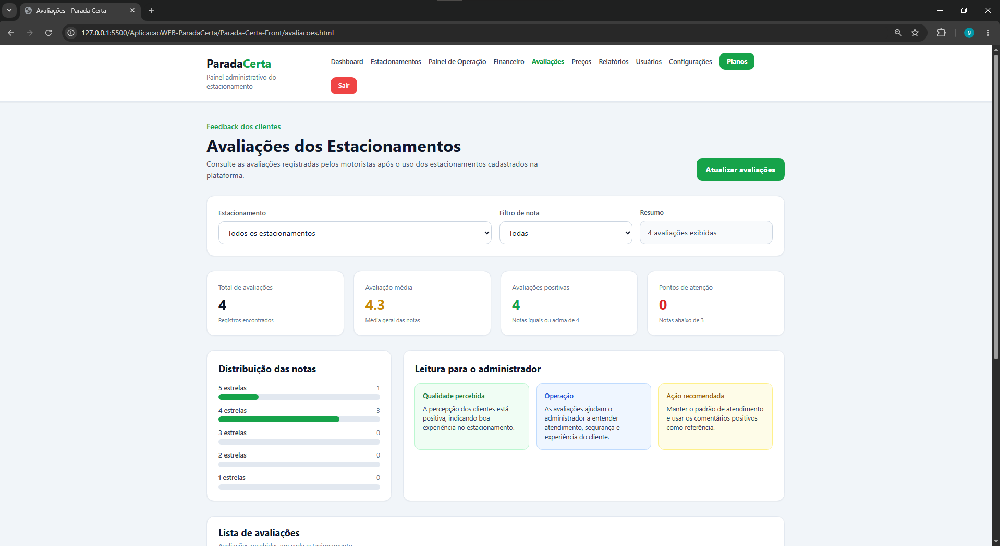 Avaliações - Parada Certa
127.0.0.1:5500/AplicacaoWEB-ParadaCerta/Parada-Certa-Front/avaliacoes.html
g
ParadaCerta
Painel administrativo do
estacionamento
Dashboard Estacionamentos Painel de Operação Financeiro Avaliações Preços Relatórios Usuários Configurações Planos
Sair
Feedback dos clientes
Avaliações dos Estacionamentos
Consulte as avaliações registradas pelos motoristas após o uso dos estacionamentos cadastrados na
plataforma.
Atualizar avaliações
Estacionamento
Todos os estacionamentos
Filtro de nota
Todas
Resumo
4 avaliações exibidas
Total de avaliações
4
Registros encontrados
Avaliação média
4.3
Média geral das notas
Avaliações positivas
4
Notas iguais ou acima de 4
Pontos de atenção
0
Notas abaixo de 3
Distribuição das notas
5 estrelas 1
4 estrelas 3
3 estrelas 0
2 estrelas 0
1 estrelas 0
Leitura para o administrador
Qualidade percebida
A percepção dos clientes está
positiva, indicando boa
experiência no estacionamento.
Operação
As avaliações ajudam o
administrador a entender
atendimento, segurança e
experiência do cliente.
Ação recomendada
Manter o padrão de atendimento
e usar os comentários positivos
como referência.
Lista de avaliações
Avaliações recebidas em cada estacionamento